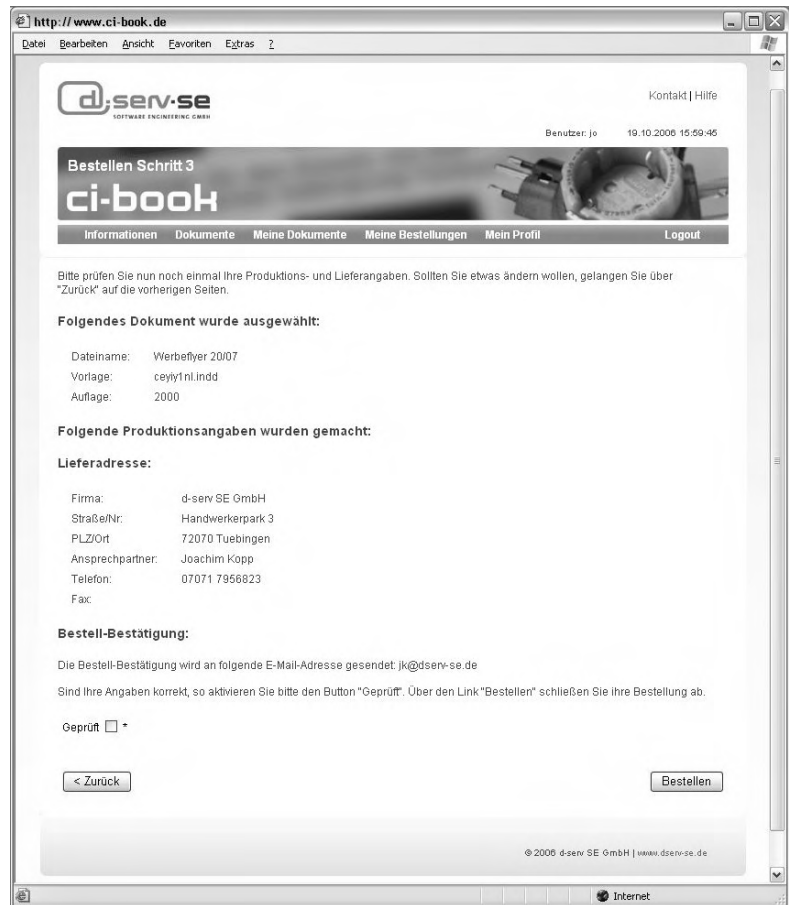 http://www.ci-book.de
Datei Bearbeiten Ansicht Favoriten Extras ?
d;serv-se
SOFTWARE ENGINEERING GMBH
Kontakt | Hilfe
Benutzer: jo 19.10.2006 15:59:45
Bestellen Schritt 3
ci-book
Informationen Dokumente Meine Dokumente Meine Bestellungen Mein Profil Logout
Bitte prüfen Sie nun noch einmal Ihre Produktions- und Lieferangaben. Sollten Sie etwas ändern wollen, gelangen Sie über
"Zurück" auf die vorherigen Seiten.
Folgendes Dokument wurde ausgewählt:
Dateiname: Werbeflyer 20/07
Vorlage: ceyiy1nl.indd
Auflage: 2000
Folgende Produktionsangaben wurden gemacht:
Lieferadresse:
Firma: d-serv SE GmbH
Straße/Nr: Handwerkerpark 3
PLZ/Ort 72070 Tuebingen
Ansprechpartner: Joachim Kopp
Telefon: 07071 7956823
Fax:
Bestell-Bestätigung:
Die Bestell-Bestätigung wird an folgende E-Mail-Adresse gesendet: jk@dserv-se.de
Sind Ihre Angaben korrekt, so aktivieren Sie bitte den Button "Geprüft". Über den Link "Bestellen" schließen Sie ihre Bestellung ab.
Geprüft *
< Zurück Bestellen
© 2006 d-serv SE GmbH | www.dserv-se.de
Internet